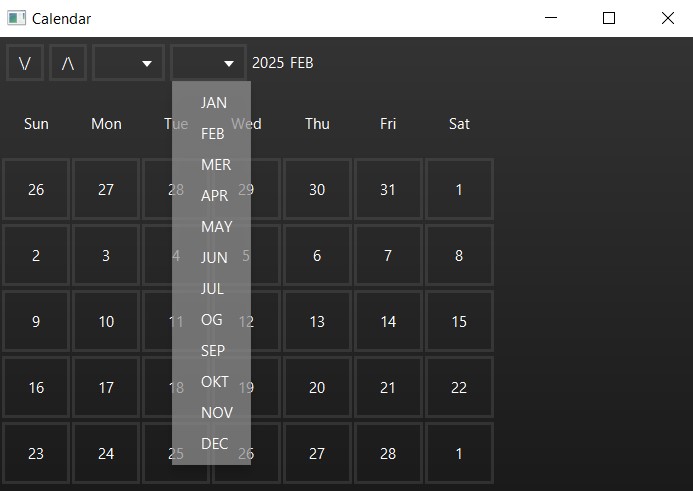 Calendar
\/ /\ 2025 FEB
JAN
FEB
MER
APR
MAY
JUN
JUL
OG
SEP
OKT
NOV
DEC
Sun Mon Tue Wed Thu Fri Sat
26 27 28 29 30 31 1
2 3 4 5 6 7 8
9 10 11 12 13 14 15
16 17 18 19 20 21 22
23 24 25 26 27 28 1